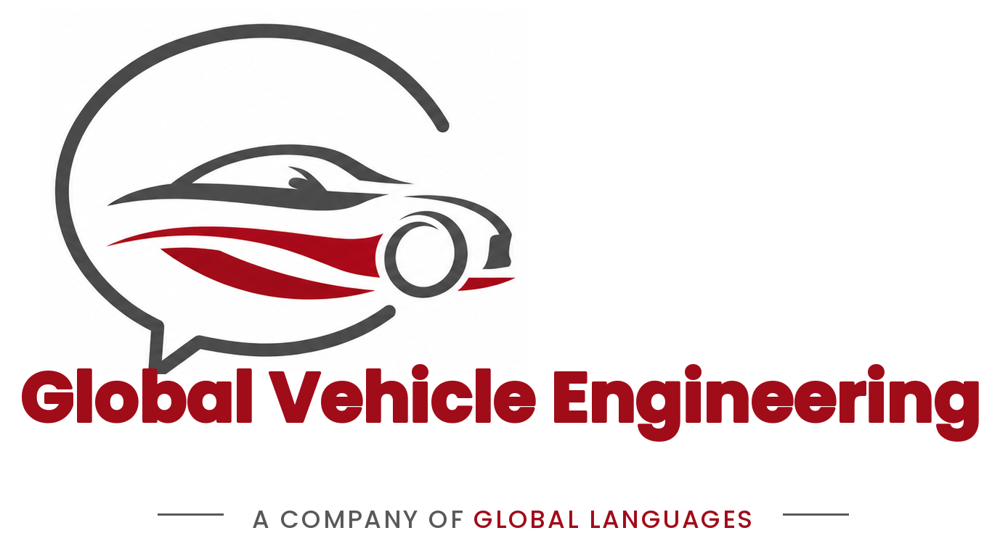 Global Vehicle Engineering
A COMPANY OF GLOBAL LANGUAGES